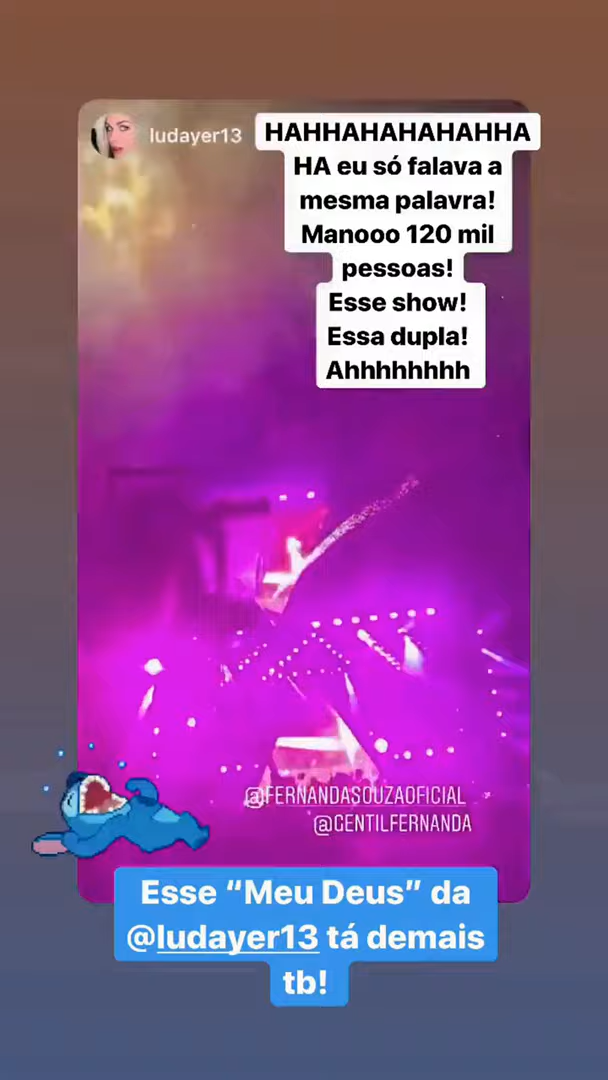 ludayer13
HAHHAHAHAHAHHA
HA eu só falava a
mesma palavra!
Manooo 120 mil
pessoas!
Esse show!
Essa dupla!
Ahhhhhhhh
@FERNANDASOUZAOFICIAL
@GENTILFERNANDA
Esse “Meu Deus” da
@ludayer13 tá demais
tb!